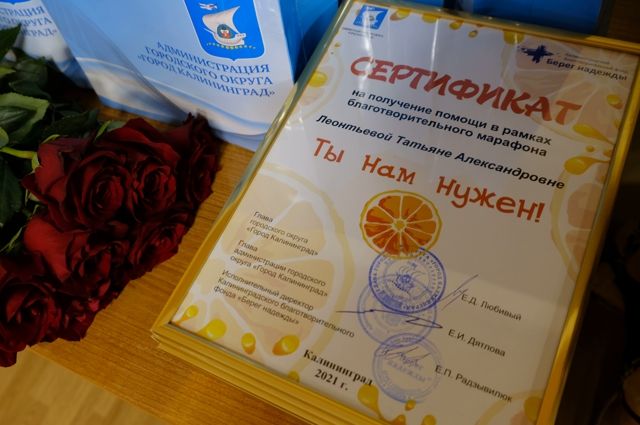 АДМИНИСТРАЦИЯ
ГОРОДСКОГО ОКРУГА
"ГОРОД КАЛИНИНГРАД"
Берег надежды
СЕРТИФИКАТ
на получение помощи в рамках
благотворительного марафона
Леонтьевой Татьяне Александровне
Ты нам нужен!
Глава
городского округа
"Город Калининград"
Е.Д. Любивый
Глава
администрации городского
округа "Город Калининград"
Е.И. Дятлова
Исполнительный директор
Калининградского благотворительного
фонда "Берег надежды"
Е.П. Радзывилюк
Калининград
2021 г.